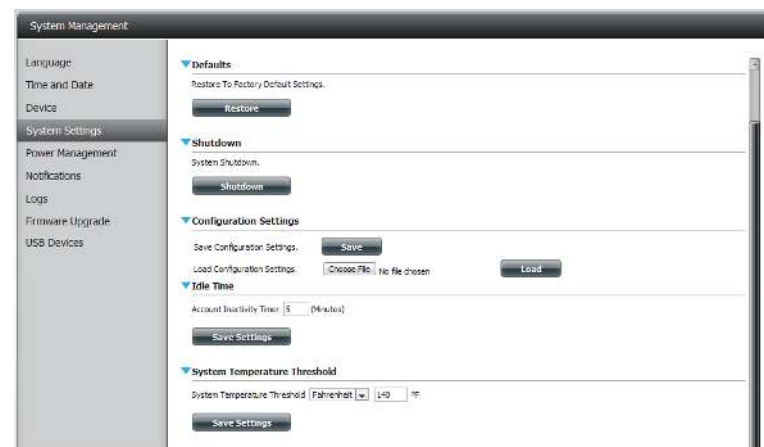 System Management
Language
Time and Date
Device
System Settings
Power Management
Notifications
Logs
Firmware Upgrade
USB Devices
Defaults
Restore To Factory Default Settings.
Restore
Shutdown
System Shutdown.
Shutdown
Configuration Settings
Save Configuration Settings. Save
Load Configuration Settings. Choose File No file chosen Load
Idle Time
Account Inactivity Timer 5 (Minutes)
Save Settings
System Temperature Threshold
System Temperature Threshold Fahrenheit 140 °F
Save Settings